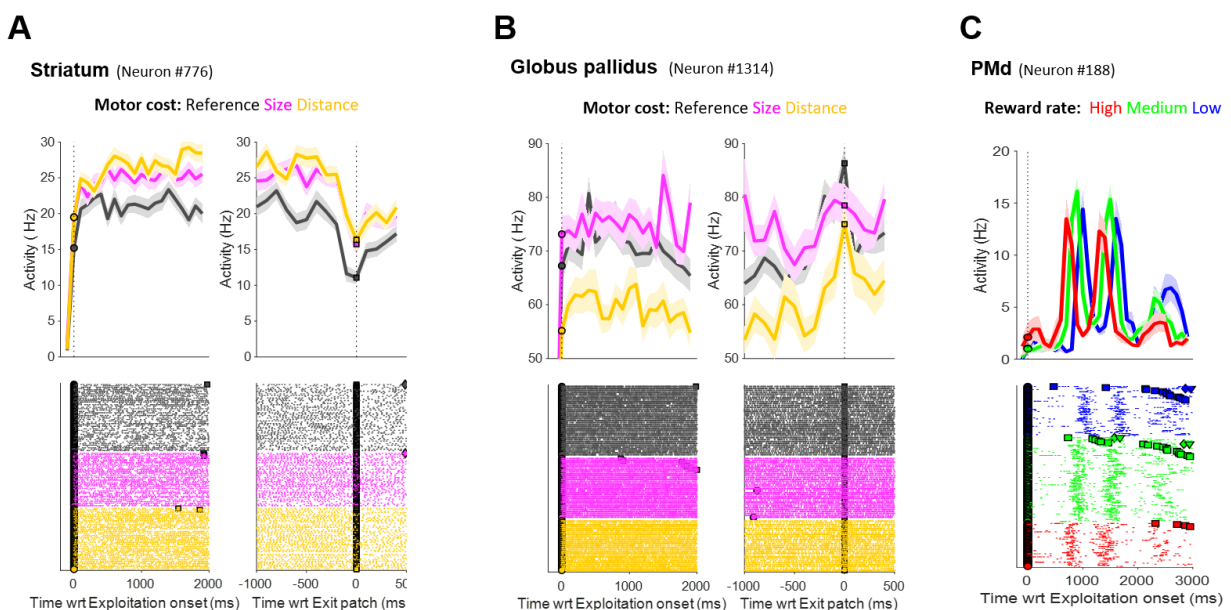 A
Striatum (Neuron #776)
Motor cost: Reference Size Distance
Activity ( Hz)
30
25
20
15
10
5
0
30
25
20
15
10
5
0
0 1000 2000
Time wrt Exploitation onset (ms)
-1000 -500 0 500
Time wrt Exit patch (ms
B
Globus pallidus (Neuron #1314)
Motor cost: Reference Size Distance
Activity (Hz)
90
80
70
60
50
90
80
70
60
50
0 1000 2000
Time wrt Exploitation onset (ms)
-1000 -500 0 500
Time wrt Exit patch (ms)
C
PMd (Neuron #188)
Reward rate: High Medium Low
Activity (Hz)
20
15
10
5
0
0 1000 2000 3000
Time wrt Exploitation onset (ms)